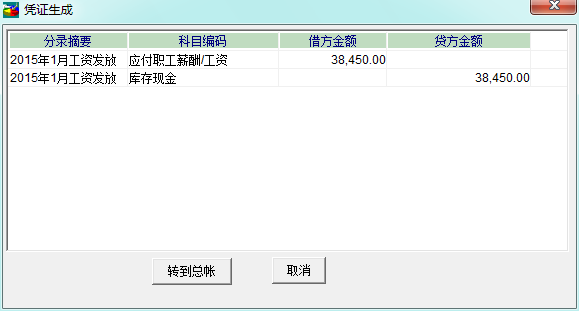 凭证生成
分录摘要 科目编码 借方金额 贷方金额
2015年1月工资发放 应付职工薪酬/工资 38,450.00
2015年1月工资发放 库存现金 38,450.00
转到总帐 取消